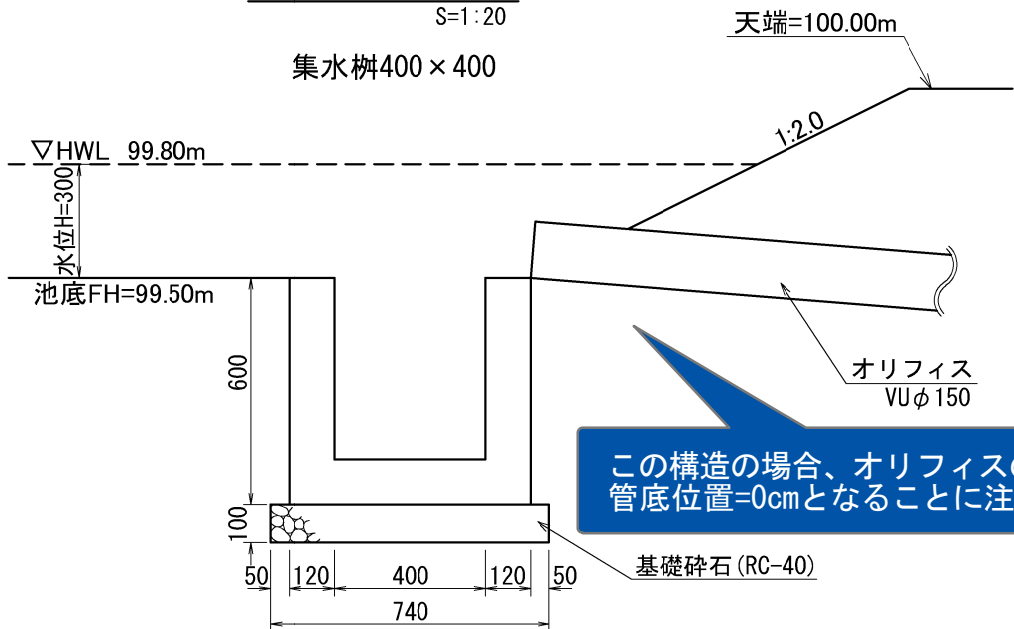 S=1:20
集水桝400×400
天端=100.00m
1:2.0
▽HWL 99.80m
水位H=300
池底FH=99.50m
600
オリフィス
VUφ150
この構造の場合、オリフィス
管底位置=0cmとなることに注
100
基礎砕石(RC-40)
50 120 400 120 50
740